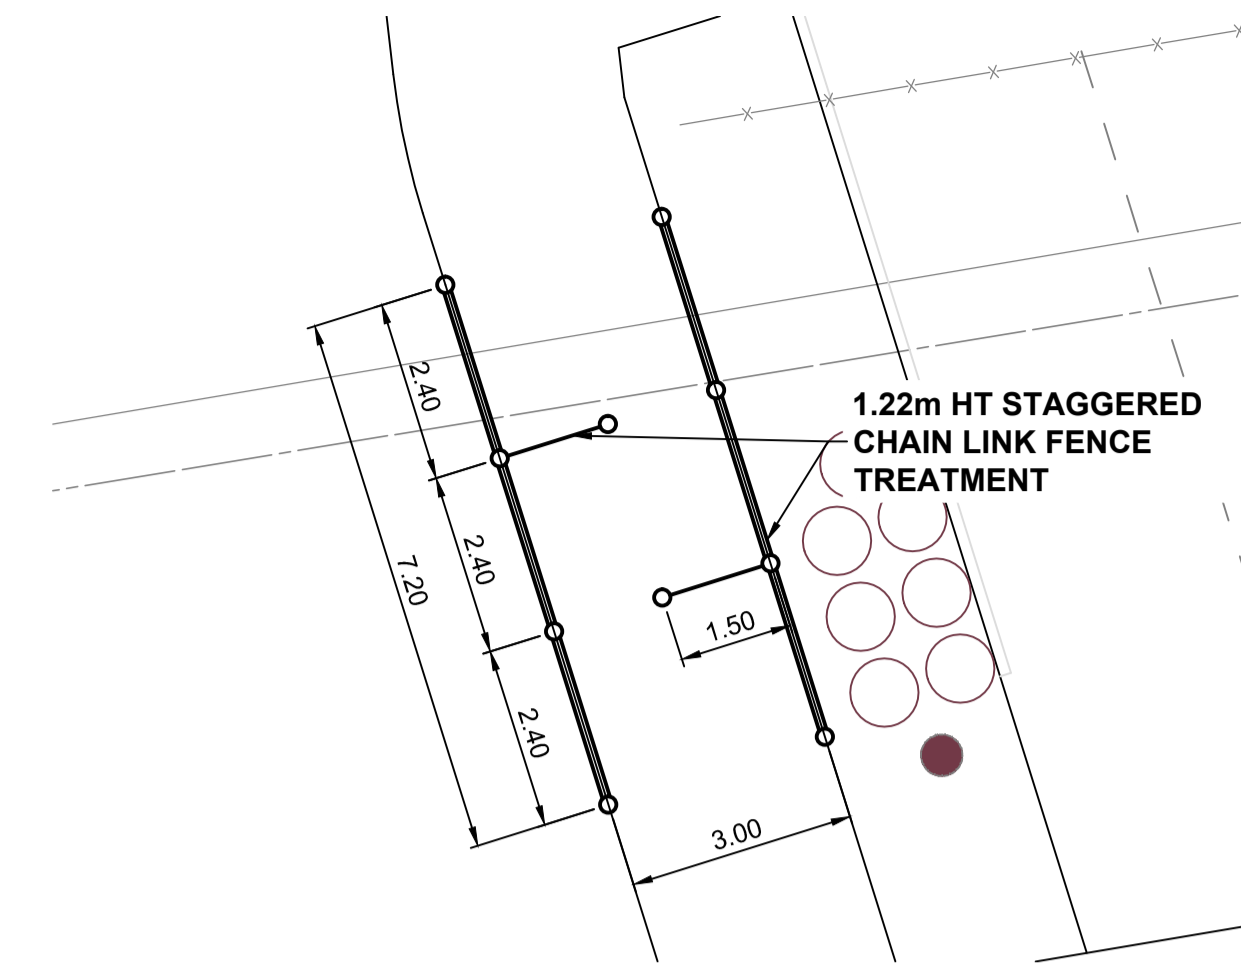 2.40
1.22m HT STAGGERED
CHAIN LINK FENCE
TREATMENT
2.40
7.20
1.50
2.40
3.00